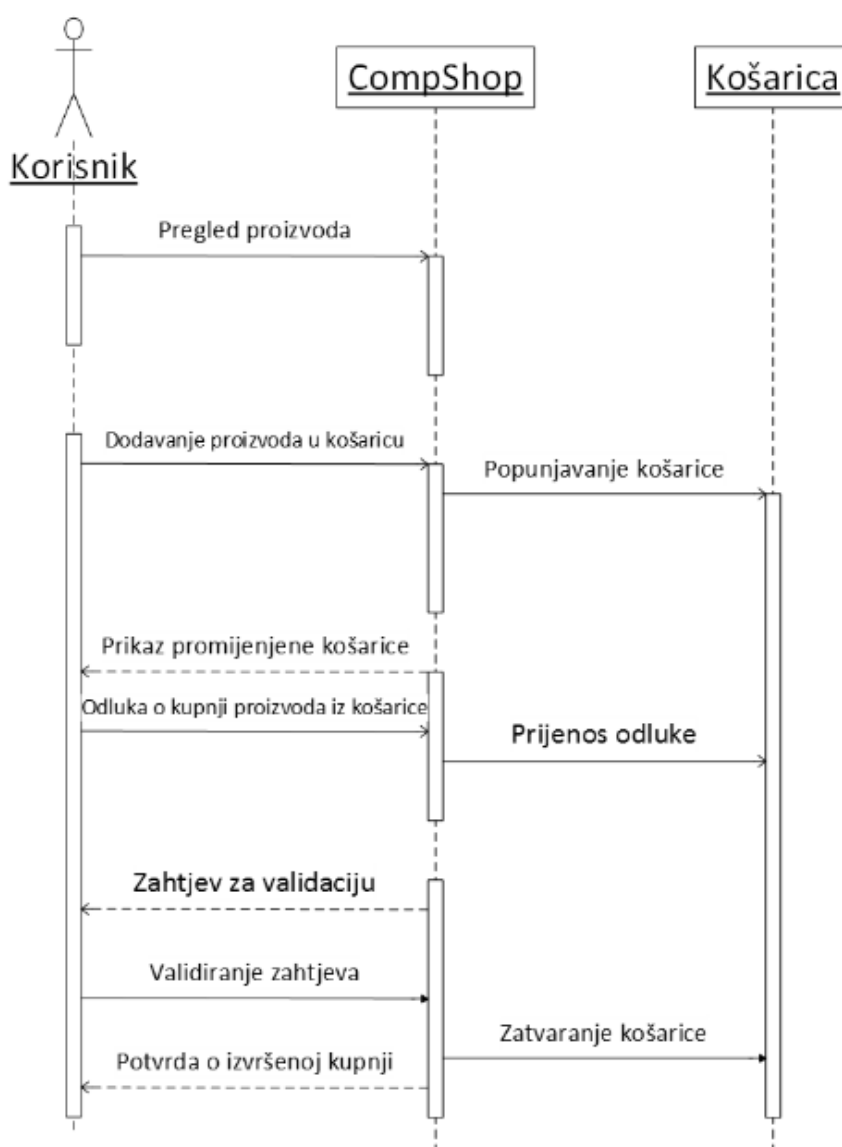 CompShop
Košarica
Korisnik
Pregled proizvoda
Dodavanje proizvoda u košaricu
Popunjavanje košarice
Prikaz promijenjene košarice
Odluka o kupnji proizvoda iz košarice
Prijenos odluke
Zahtjev za validaciju
Validiranje zahtjeva
Zatvaranje košarice
Potvrda o izvršenoj kupnji